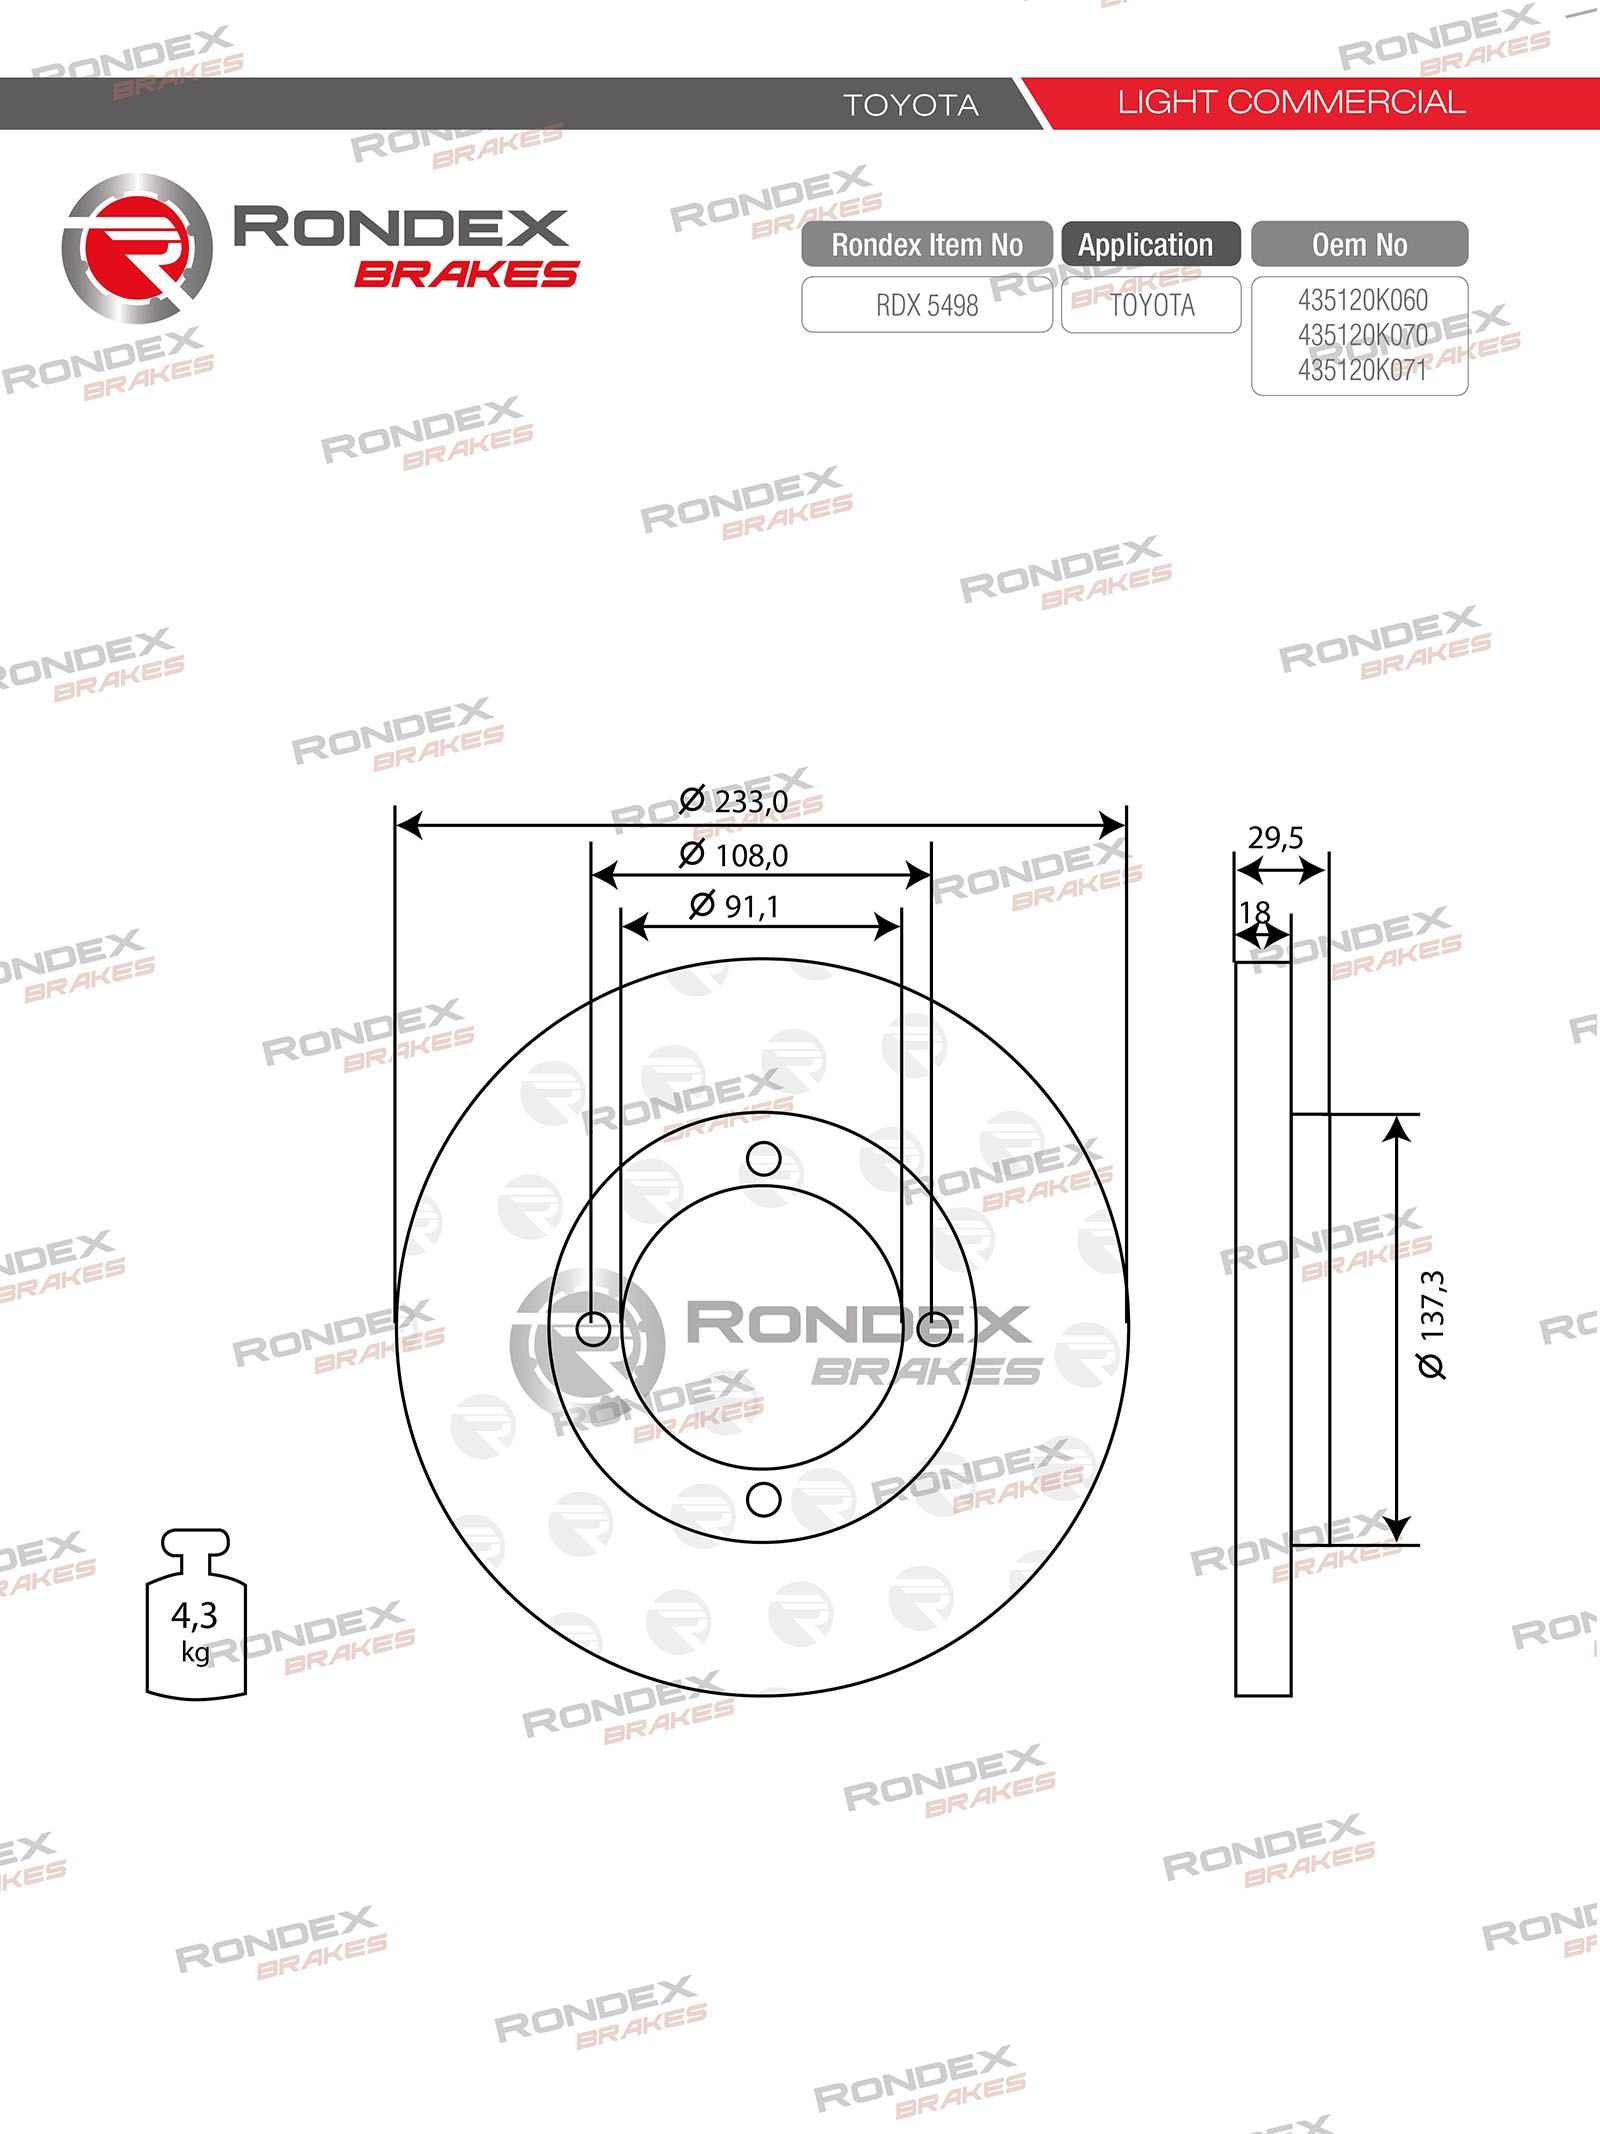 TOYOTA
LIGHT COMMERCIAL
RONDEX
BRAKES
Rondex Item No
Application
Oem No
RDX 5498
TOYOTA
435120K060
435120K070
435120K071
Ø 233,0
Ø 108,0
Ø 91,1
29,5
18
Ø 137,3
RONDEX
BRAKES
4,3
kg